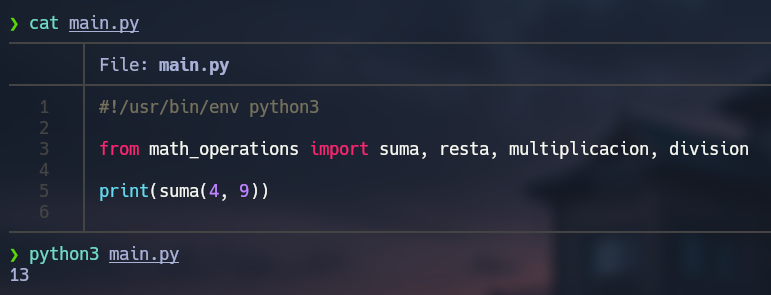 ❯ cat main.py
File: main.py
1 #!/usr/bin/env python3
2
3 from math_operations import suma, resta, multiplicacion, division
4
5 print(suma(4, 9))
6
❯ python3 main.py
13